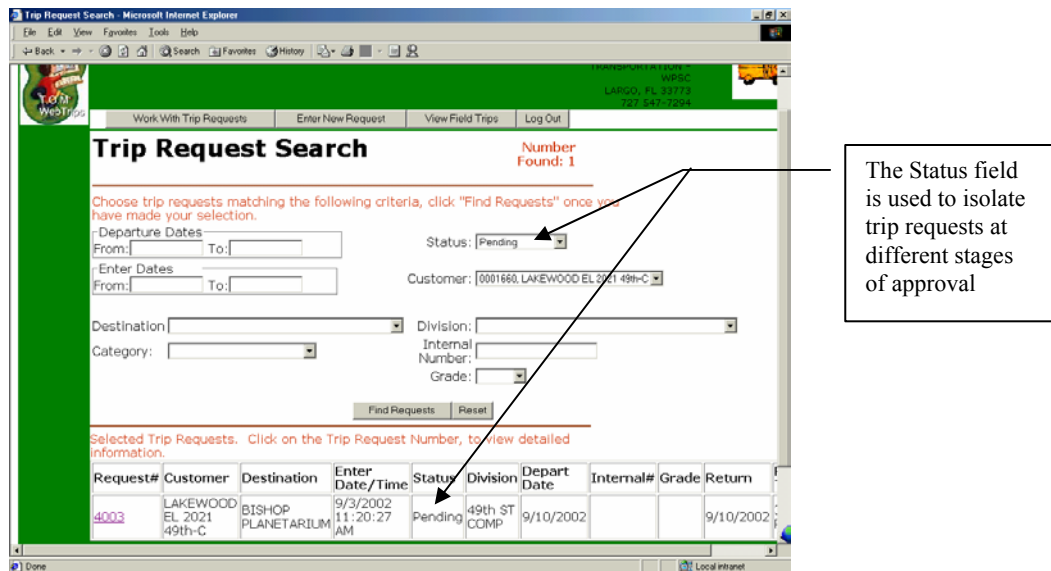 Trip Request Search - Microsoft Internet Explorer
File Edit View Favorites Tools Help
Back Search Favorites History
TRANSPORTATION -
WPSC
LARGO, FL 33773
727 547-7294
T.O.M
WebTrips
Work With Trip Requests Enter New Request View Field Trips Log Out
Trip Request Search
Number
Found: 1
Choose trip requests matching the following criteria, click "Find Requests" once you
have made your selection.
Departure Dates
From: To:
Status: Pending
Enter Dates
From: To:
Customer: 0001660, LAKEWOOD EL 2021 49th-C
Destination
Division:
Category:
Internal
Number:
Grade:
Find Requests Reset
Selected Trip Requests. Click on the Trip Request Number, to view detailed
information.
Request# Customer Destination Enter Date/Time Status Division Depart Date Internal# Grade Return
4003 LAKEWOOD EL 2021 49th-C BISHOP PLANETARIUM 9/3/2002 11:20:27 AM Pending 49th ST COMP 9/10/2002 9/10/2002
Done Local intranet
The Status field
is used to isolate
trip requests at
different stages
of approval